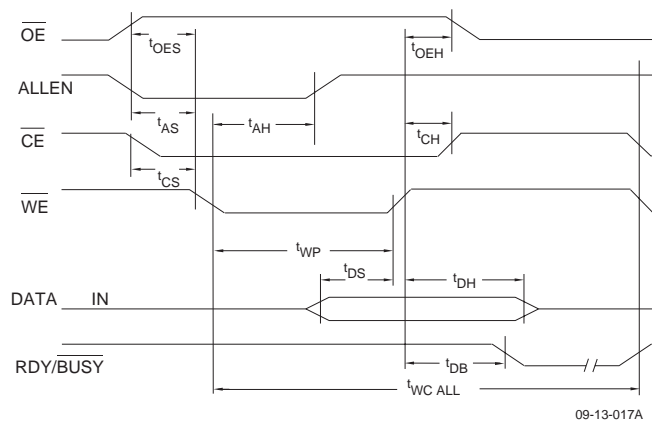 OE
tOES
tOEH
ALLEN
tAS
tAH
tCH
CE
tCS
WE
tWP
tDS
tDH
DATA IN
RDY/BUSY
tDB
tWC ALL
09-13-017A